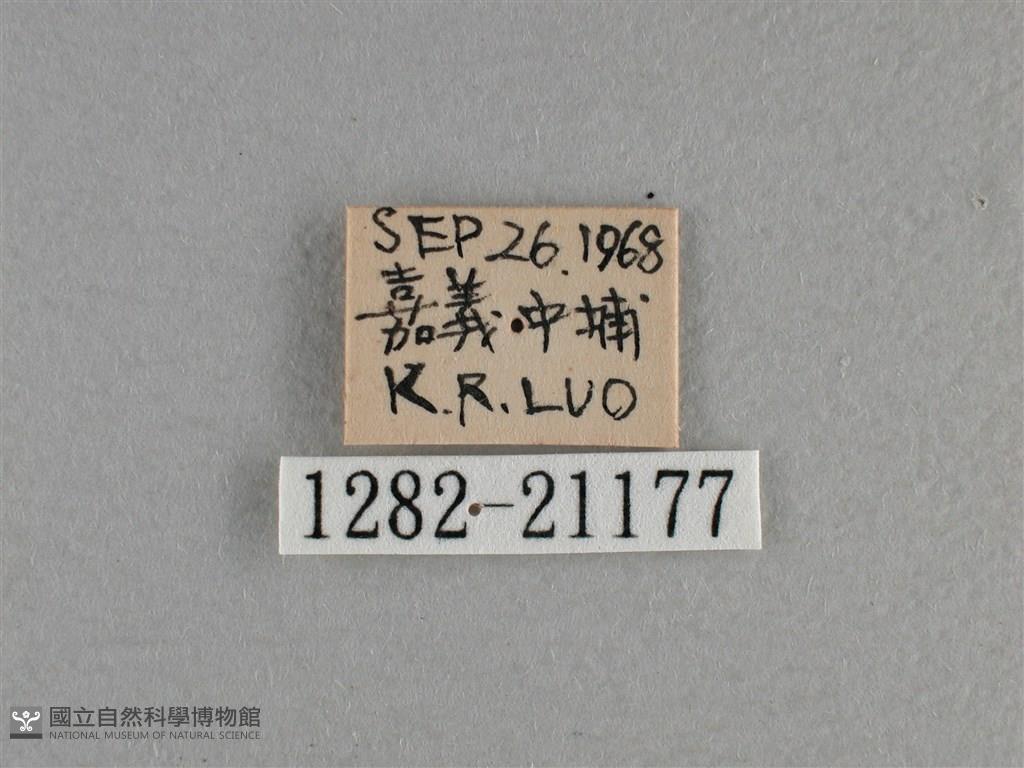 SEP 26.1968
嘉義.中埔
K.R.LUO
1282-21177
國立自然科學博物館
NATIONAL MUSEUM OF NATURAL SCIENCE